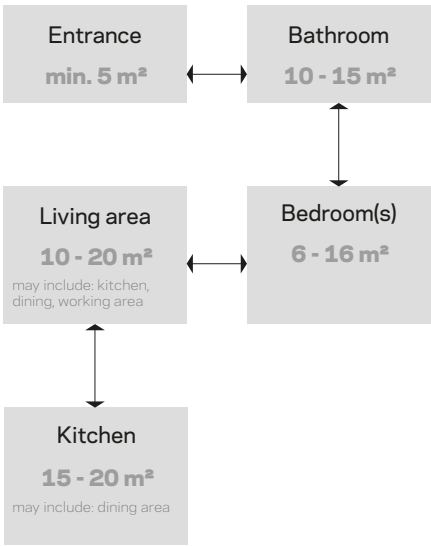 Entrance
min. 5 m²
Bathroom
10 - 15 m²
Living area
10 - 20 m²
may include: kitchen,
dining, working area
Bedroom(s)
6 - 16 m²
Kitchen
15 - 20 m²
may include: dining area